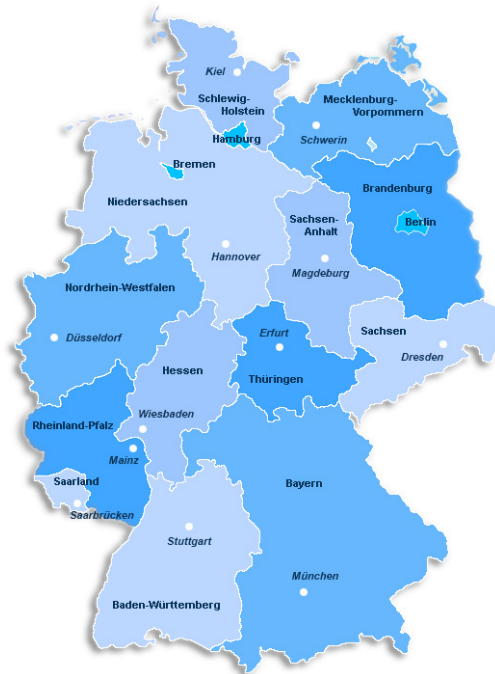 Kiel
Schlewig-
Holstein
Mecklenburg-
Vorpommern
Hamburg
Schwerin
Bremen
Brandenburg
Niedersachsen
Sachsen-
Anhalt
Berlin
Hannover
Magdeburg
Nordrhein-Westfalen
Düsseldorf
Erfurt
Sachsen
Dresden
Hessen
Thüringen
Wiesbaden
Rheinland-Pfalz
Mainz
Saarland
Bayern
Saarbrücken
Stuttgart
München
Baden-Württemberg